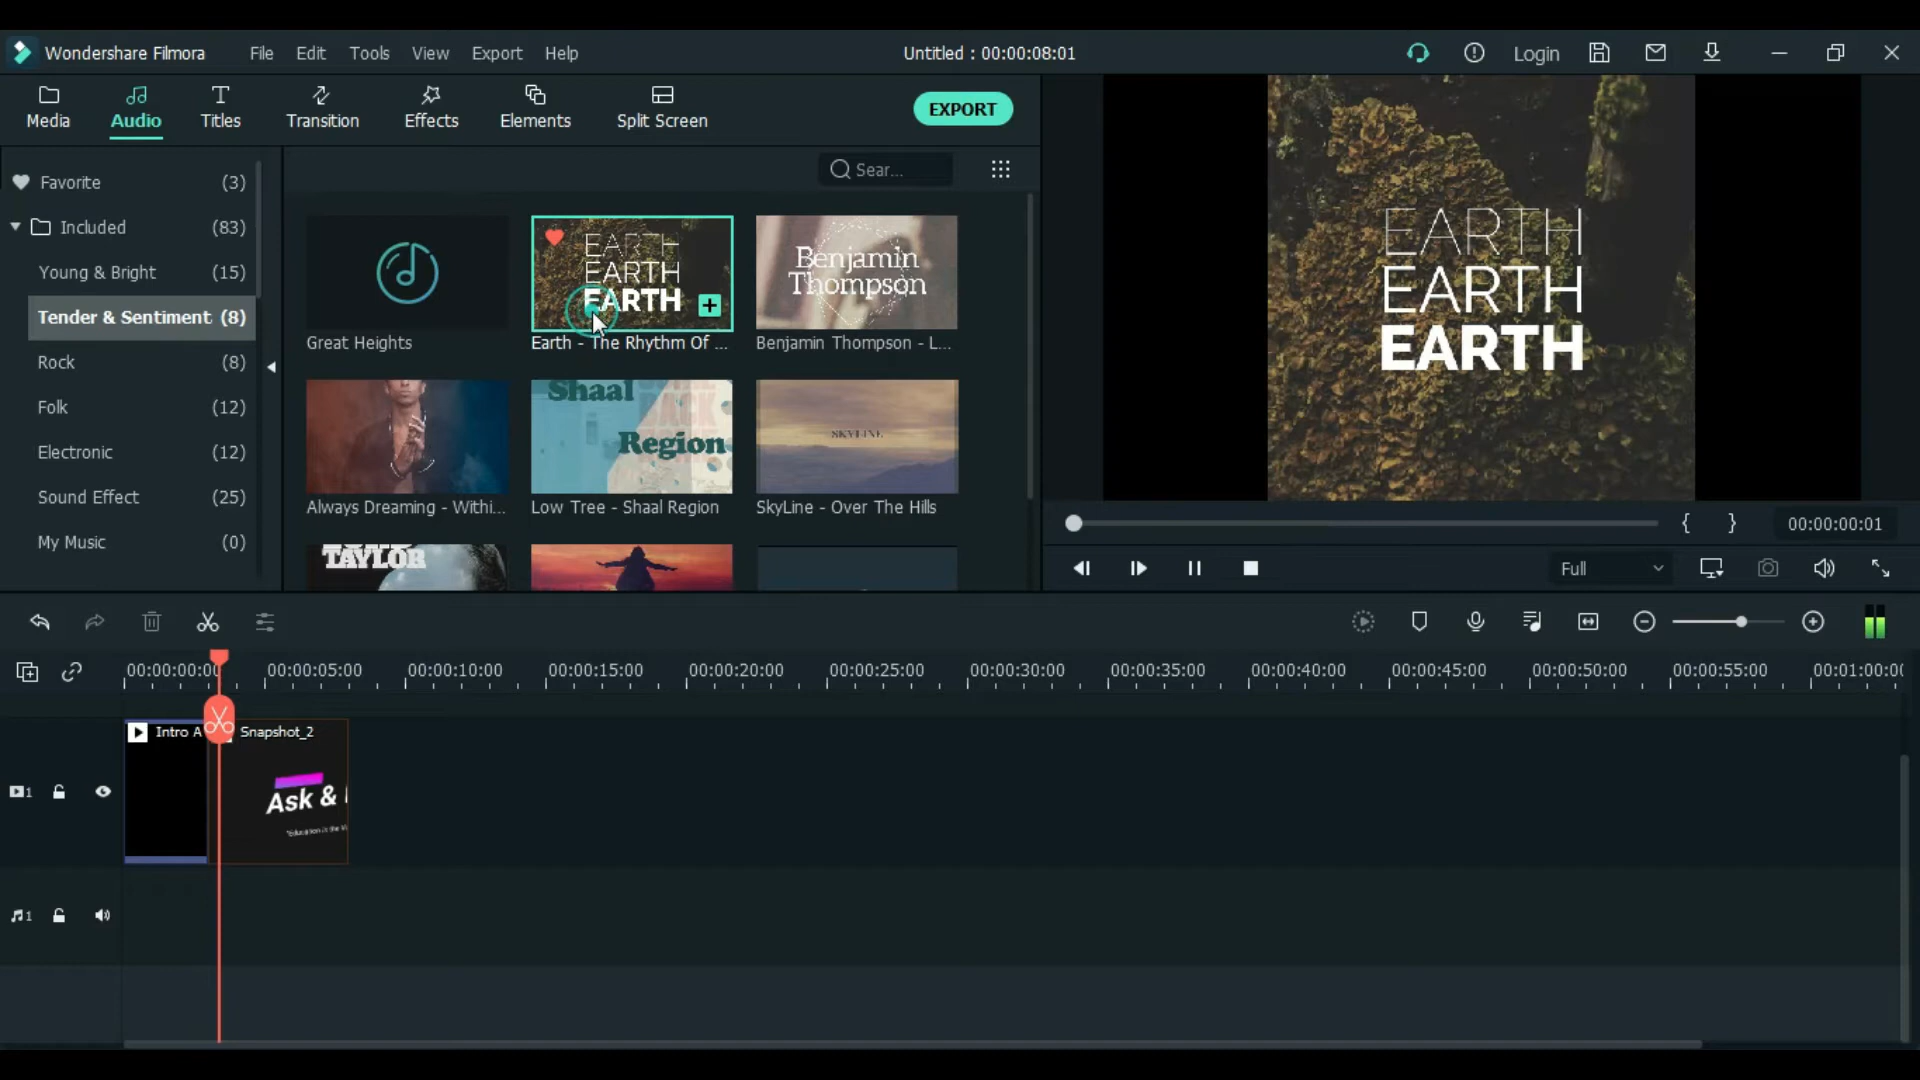 Wondershare Filmora File Edit Tools View Export Help Untitled : 00:00:08:01 Login
Media Audio Titles Transition Effects Elements Split Screen EXPORT
Sear...
Favorite (3)
Included (83)
Young & Bright (15)
Tender & Sentiment (8)
Rock (8)
Folk (12)
Electronic (12)
Sound Effect (25)
My Music (0)
EARTH
EARTH
EARTH
Benjamin
Thompson
Great Heights Earth - The Rhythm Of ... Benjamin Thompson - L...
Shaal
Region
SKYLINE
Always Dreaming - Withi... Low Tree - Shaal Region SkyLine - Over The Hills
TAYLOR
EARTH
EARTH
EARTH
{ } 00:00:00:01
Full
00:00:00:00 00:00:05:00 00:00:10:00 00:00:15:00 00:00:20:00 00:00:25:00 00:00:30:00 00:00:35:00 00:00:40:00 00:00:45:00 00:00:50:00 00:00:55:00 00:01:00:00
Intro A Snapshot_2
Ask &
"Education is the
1
1